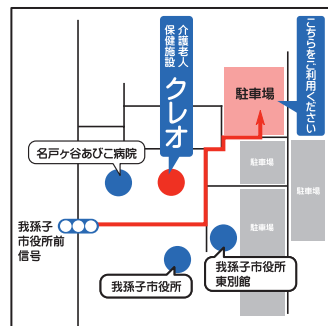 介護老人
保健施設
クレオ
こちらをご利用ください
駐車場
名戸ヶ谷あびこ病院
駐車場
駐車場
駐車場
我孫子
市役所前
信号
我孫子市役所
我孫子市役所
東別館